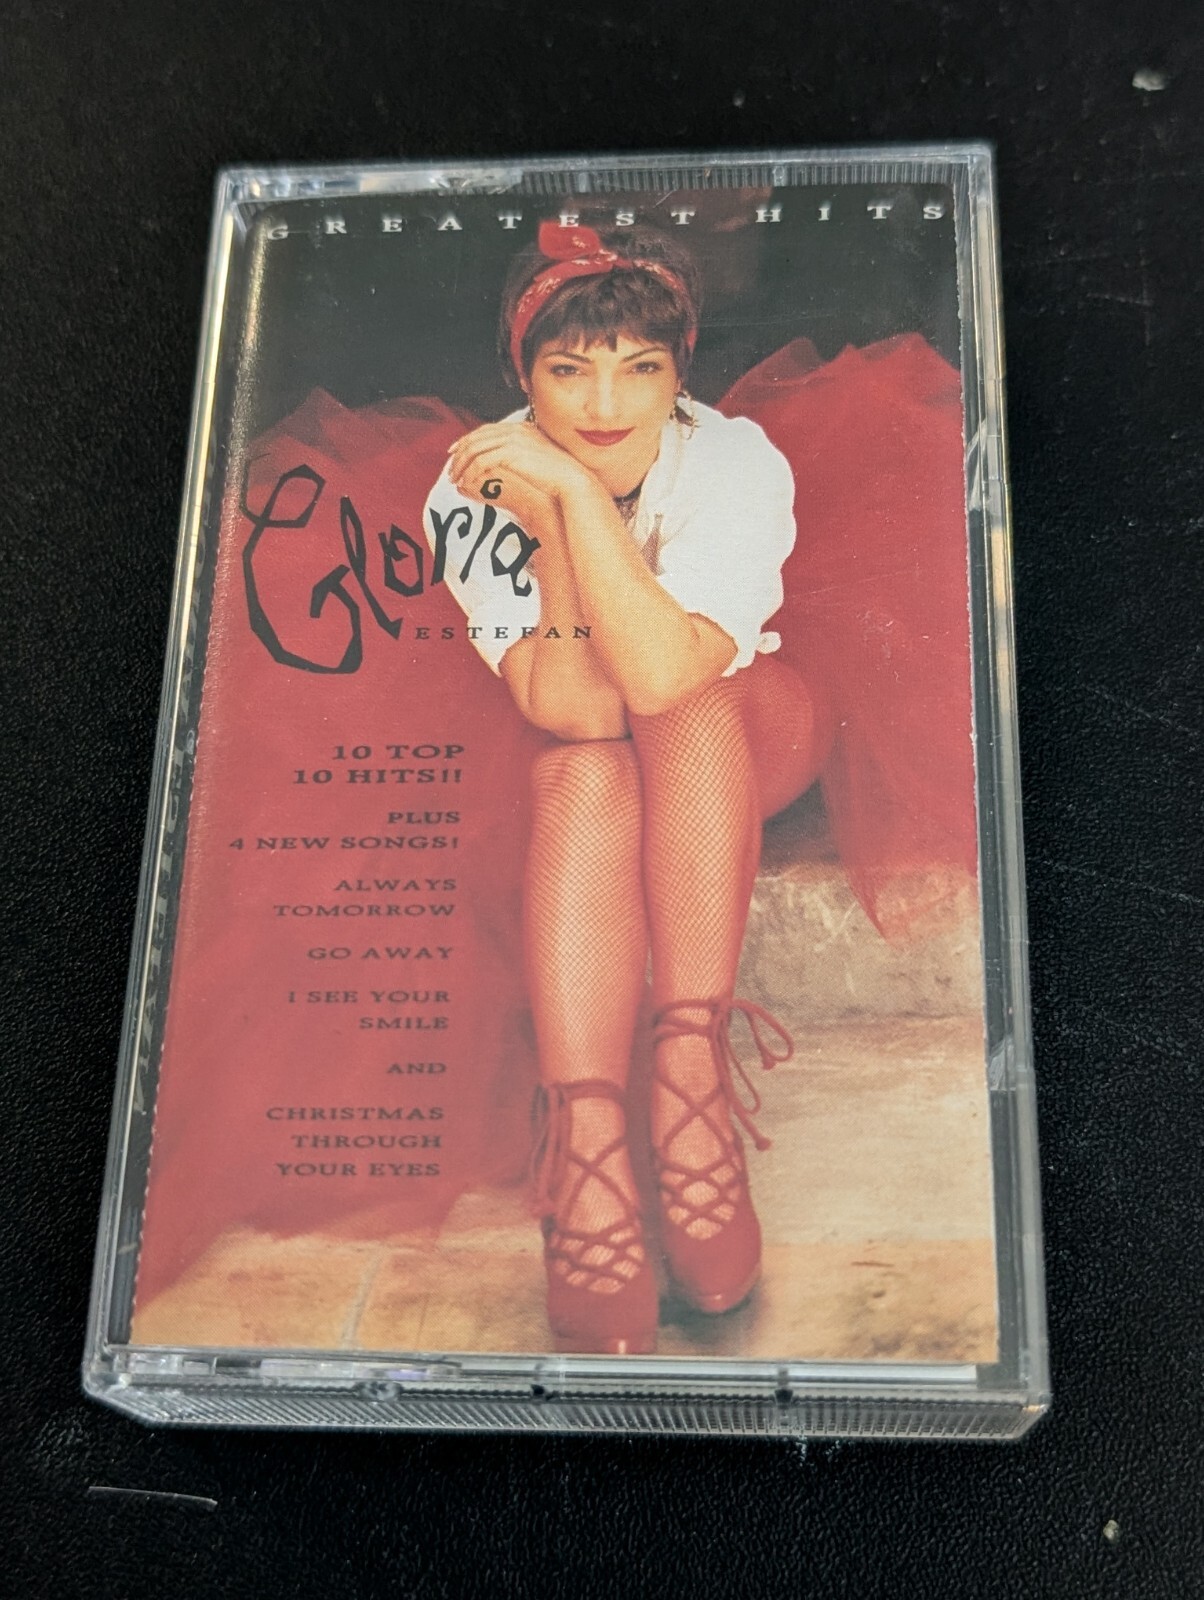 GREATEST HITS
Gloria
ESTEFAN
10 TOP
10 HITS!!
PLUS
4 NEW SONGS!
ALWAYS
TOMORROW
GO AWAY
I SEE YOUR
SMILE
AND
CHRISTMAS
THROUGH
YOUR EYES